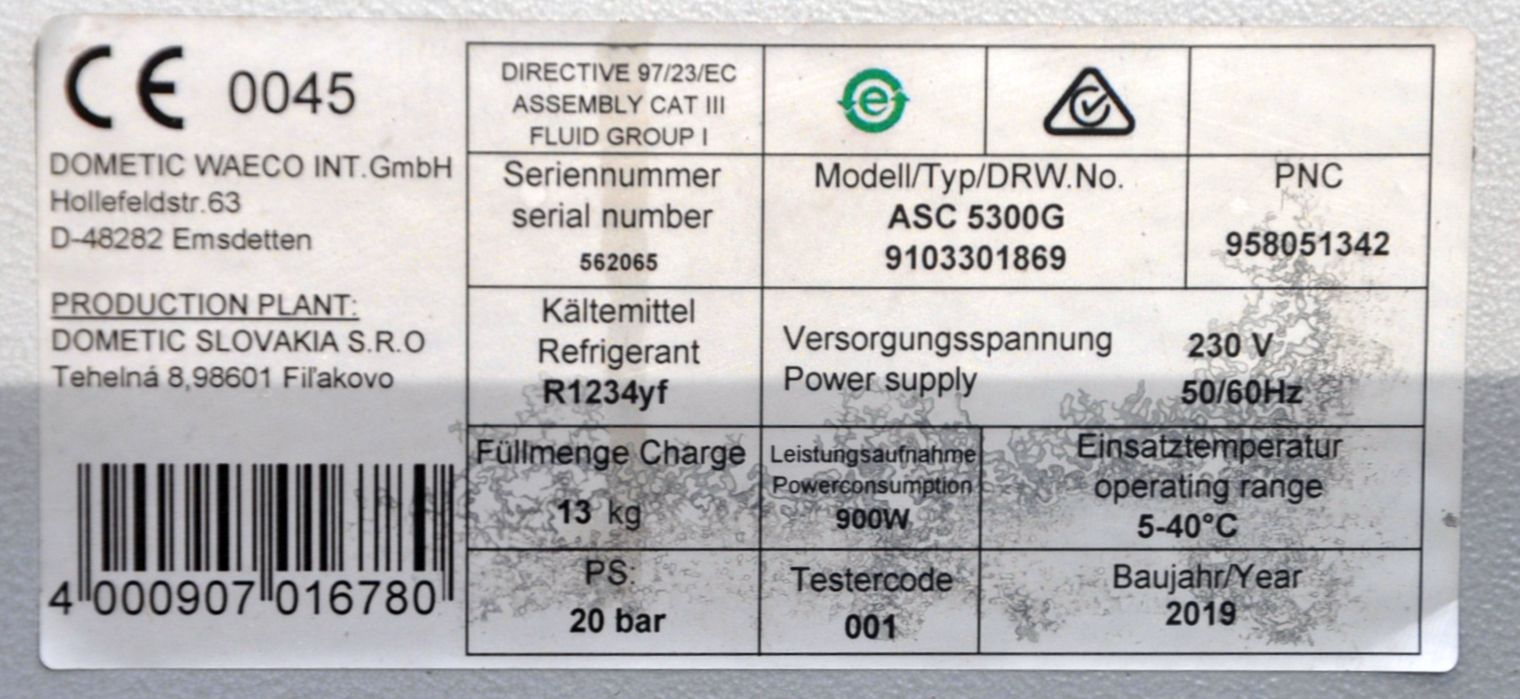 CE 0045
DOMETIC WAECO INT.GmbH
Hollefeldstr.63
D-48282 Emsdetten
PRODUCTION PLANT:
DOMETIC SLOVAKIA S.R.O
Tehelná 8,98601 Fiľakovo
4 000907 016780
DIRECTIVE 97/23/EC
ASSEMBLY CAT III
FLUID GROUP I
e
Seriennummer
serial number
562065
Modell/Typ/DRW.No.
ASC 5300G
9103301869
PNC
958051342
Kältemittel
Refrigerant
R1234yf
Versorgungsspannung 230 V
Power supply 50/60Hz
Füllmenge Charge
13 kg
Leistungsaufnahme
Powerconsumption
900W
Einsatztemperatur
operating range
5-40°C
PS:
20 bar
Testercode
001
Baujahr/Year
2019